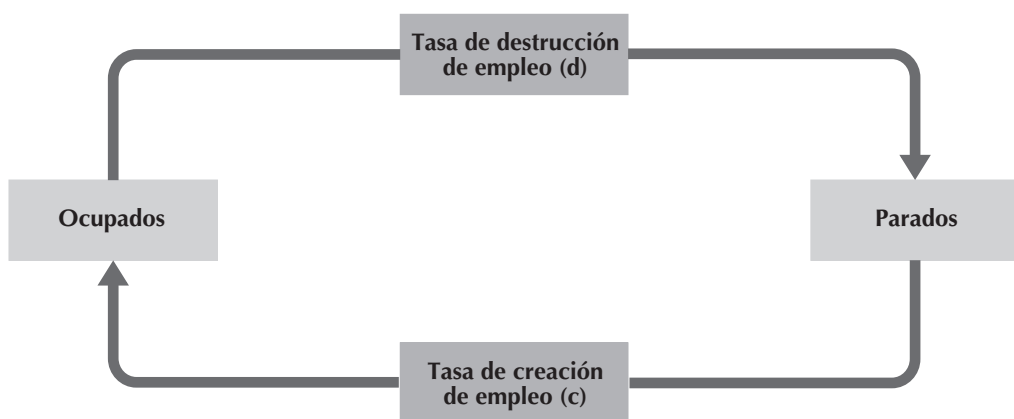 Tasa de destrucción
de empleo (d)
Ocupados
Parados
Tasa de creación
de empleo (c)